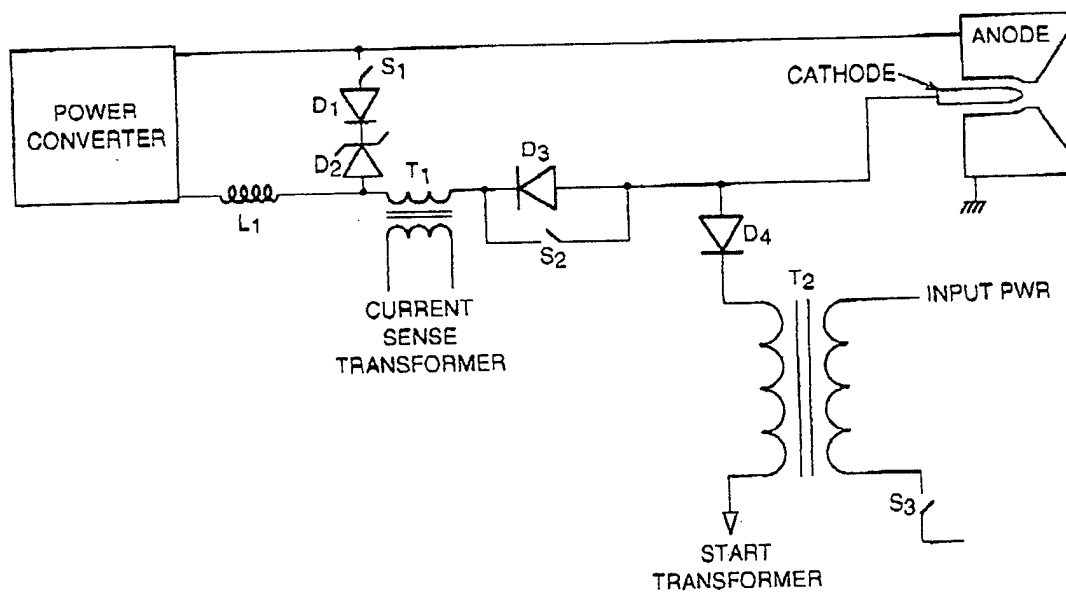 ANODE
CATHODE
POWER
CONVERTER
S1
D1
D2
T1
D3
L1
S2
D4
CURRENT
SENSE
TRANSFORMER
T2
INPUT PWR
S3
START
TRANSFORMER